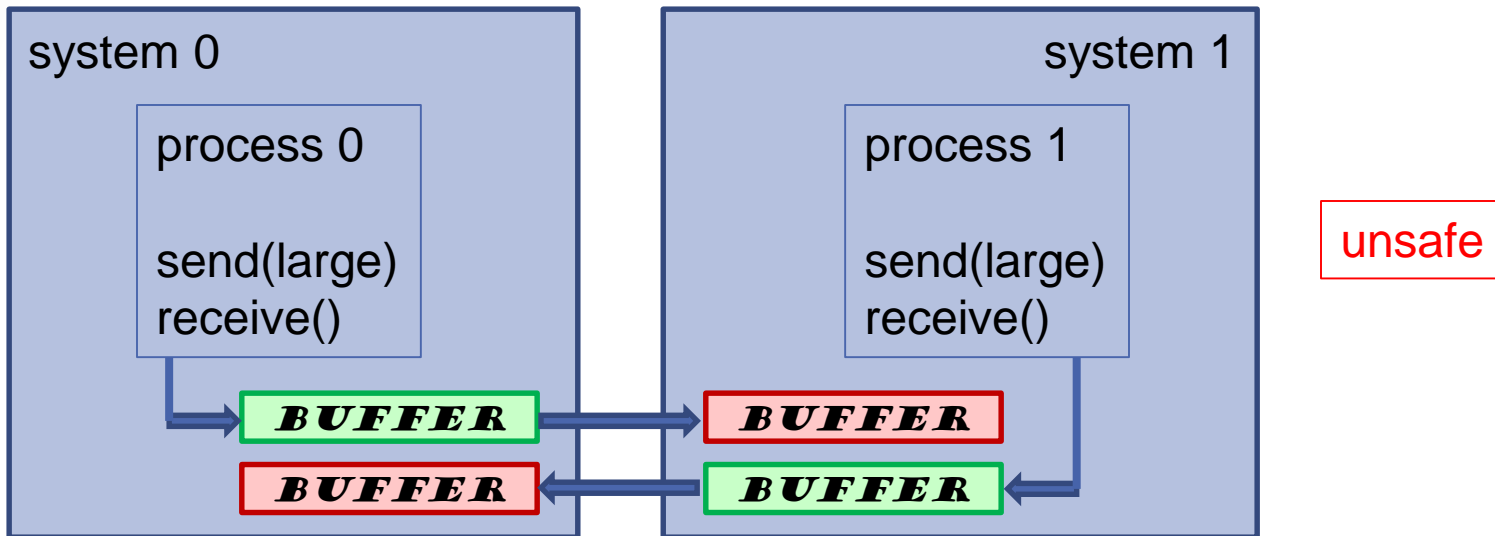 system 0
process 0
send(large)
receive()
BUFFER
BUFFER
system 1
process 1
send(large)
receive()
BUFFER
BUFFER
unsafe